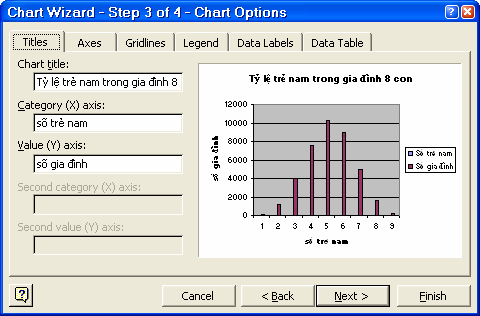 Chart Wizard - Step 3 of 4 - Chart Options
Titles Axes Gridlines Legend Data Labels Data Table
Chart title:
Tỷ lệ trẻ nam trong gia đình 8
Category (X) axis:
số trẻ nam
Value (Y) axis:
số gia đình
Second category (X) axis:
Second value (Y) axis:
Tỷ lệ trẻ nam trong gia đình 8 con
12000
10000
8000
6000
4000
2000
0
số gia đình
1 2 3 4 5 6 7 8 9
số trẻ nam
Số trẻ nam
Số gia đình
Cancel < Back Next > Finish